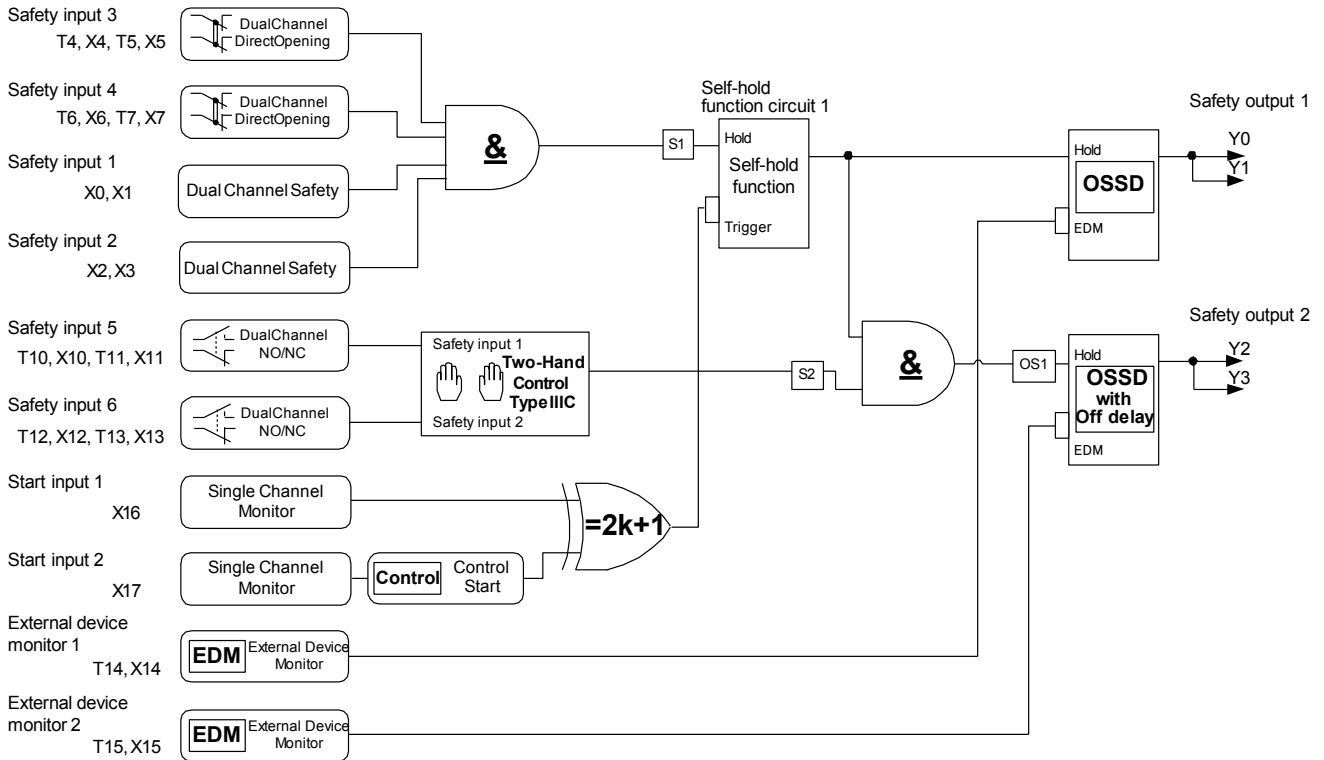 Safety input 3
T4, X4, T5, X5
DualChannel
DirectOpening
Safety input 4
T6, X6, T7, X7
DualChannel
DirectOpening
Safety input 1
X0, X1
Dual Channel Safety
Safety input 2
X2, X3
Dual Channel Safety
&
S1
Self-hold
function circuit 1
Hold
Self-hold
function
Trigger
Safety output 1
Hold
OSSD
EDM
Y0
Y1
Safety input 5
T10, X10, T11, X11
DualChannel
NO/NC
Safety input 6
T12, X12, T13, X13
DualChannel
NO/NC
Safety input 1
Two-Hand
Control
TypeIIIC
Safety input 2
S2
&
OS1
Safety output 2
Hold
OSSD
with
Off delay
EDM
Y2
Y3
Start input 1
X16
Single Channel
Monitor
Start input 2
X17
Single Channel
Monitor
Control
Control
Start
=2k+1
External device
monitor 1
T14, X14
EDM
External Device
Monitor
External device
monitor 2
T15, X15
EDM
External Device
Monitor